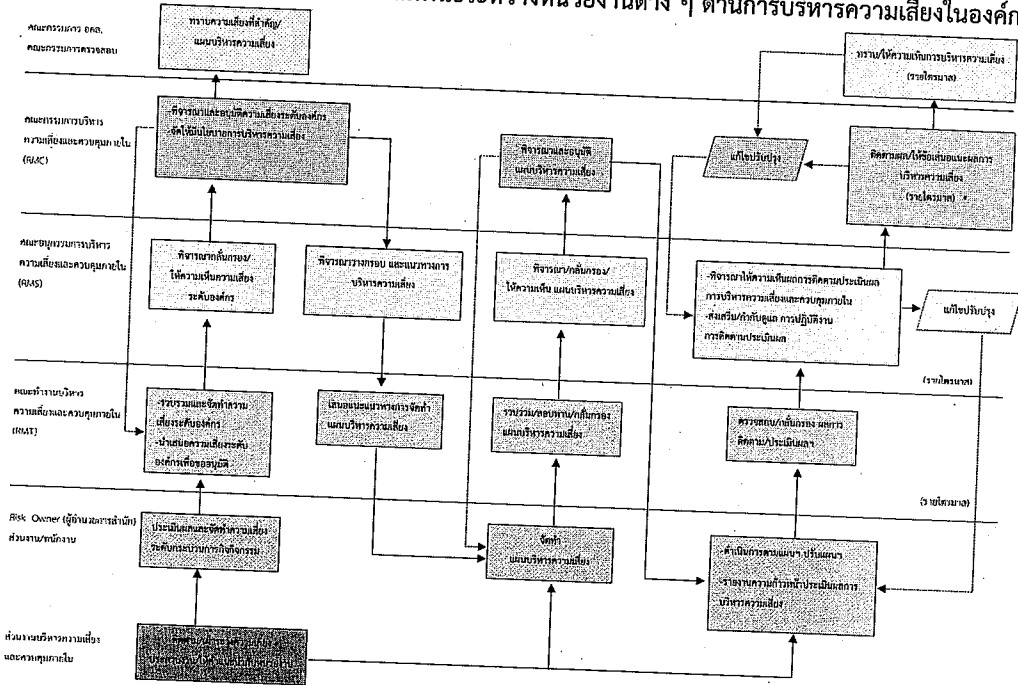 ระหว่างหน่วยงานต่าง ๆ ด้านการบริหารความเสี่ยงในองค์ก
คณะกรรมการ อคส.
คณะกรรมการตรวจสอบ
ทราบความเสี่ยงที่สำคัญ/
แผนบริหารความเสี่ยง
ทราบ/ให้ความเห็นการบริหารความเสี่ยง
(รายไตรมาส)
คณะกรรมการบริหาร
ความเสี่ยงและควบคุมภายใน
(RMC)
-พิจารณาและอนุมัติความเสี่ยงระดับองค์กร
-จัดให้มีนโยบายการบริหารความเสี่ยง
พิจารณาและอนุมัติ
แผนบริหารความเสี่ยง
แก้ไขปรับปรุง
ติดตามผล/ให้ข้อเสนอแนะผลการ
บริหารความเสี่ยง
(รายไตรมาส)
คณะอนุกรรมการบริหาร
ความเสี่ยงและควบคุมภายใน
(RMS)
พิจารณากลั่นกรอง/
ให้ความเห็นความเสี่ยง
ระดับองค์กร
พิจารณาวางกรอบ และแนวทางการ
บริหารความเสี่ยง
พิจารณา/กลั่นกรอง/
ให้ความเห็น แผนบริหารความเสี่ยง
-พิจารณาให้ความเห็นผลการติดตามประเมินผล
การบริหารความเสี่ยงและควบคุมภายใน
-ส่งเสริม/กำกับดูแล การปฏิบัติงาน
การติดตามประเมินผล
แก้ไขปรับปรุง
(รายไตรมาส)
คณะทำงานบริหาร
ความเสี่ยงและควบคุมภายใน
(RMT)
-รวบรวมและจัดทำความ
เสี่ยงระดับองค์กร
-นำเสนอความเสี่ยงระดับ
องค์กรเพื่อขออนุมัติ
เสนอแนะแนวทางการจัดทำ
แผนบริหารความเสี่ยง
รวบรวม/สอบทาน/กลั่นกรอง
แผนบริหารความเสี่ยง
ตรวจสอบ/กลั่นกรอง ผลการ
ติดตาม/ประเมินผลฯ
(รายไตรมาส)
Risk Owner (ผู้อำนวยการสำนัก)
ส่วนงาน/พนักงาน
ประเมินผลและจัดทำความเสี่ยง
ระดับกระบวนการ/กิจกรรม
จัดทำ
แผนบริหารความเสี่ยง
-ดำเนินการตามแผนฯ ปรับแผนฯ
-รายงานความก้าวหน้าประเมินผลการ
บริหารความเสี่ยง
ส่วนงานบริหารความเสี่ยง
และควบคุมภายใน